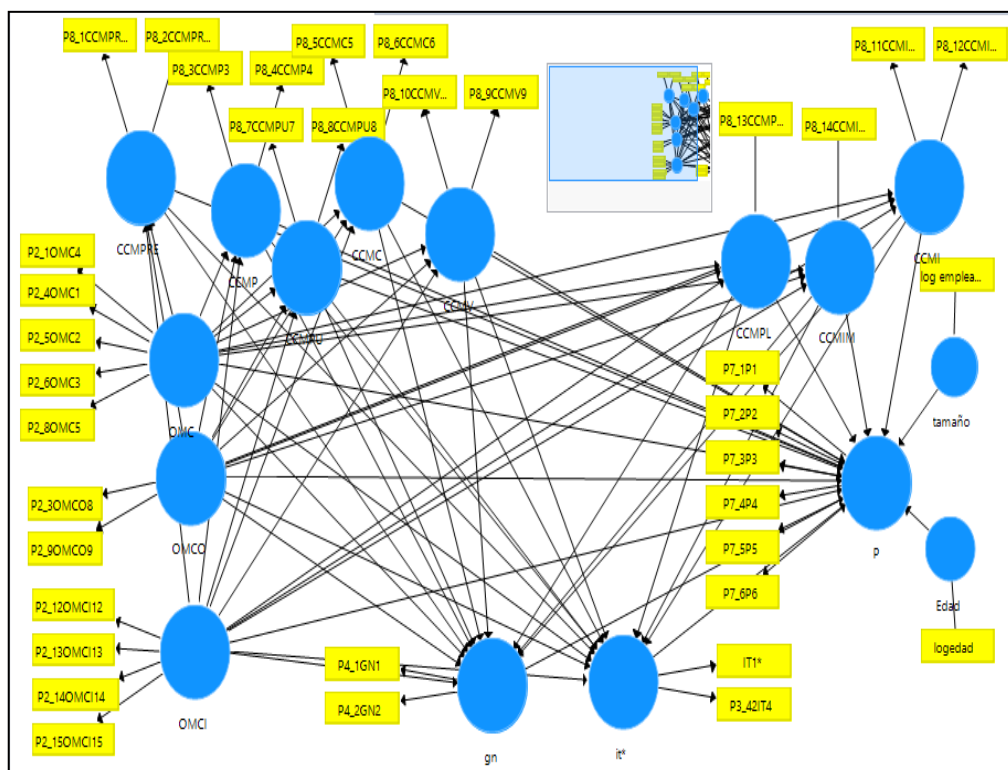 P8_1CCMPR...
P8_2CCMPR...
P8_3CCMP3
P8_4CCMP4
P8_5CCMC5
P8_6CCMC6
P8_7CCMPU7
P8_8CCMPU8
P8_10CCMV...
P8_9CCMV9
P8_13CCMP...
P8_14CCMI...
P8_11CCMI...
P8_12CCMI...
CCMPRE
CCMP
CCMPU
CCMC
CCMV
CCMPL
CCMIM
CCMI
log emplea...
tamaño
P2_1OMC4
P2_4OMC1
P2_5OMC2
P2_6OMC3
P2_8OMC5
OMC
P2_3OMCO8
P2_9OMCO9
OMCO
P2_12OMCI12
P2_13OMCI13
P2_14OMCI14
P2_15OMCI15
OMCI
P7_1P1
P7_2P2
P7_3P3
P7_4P4
P7_5P5
P7_6P6
p
Edad
logedad
P4_1GN1
P4_2GN2
gn
it*
IT1*
P3_42IT4